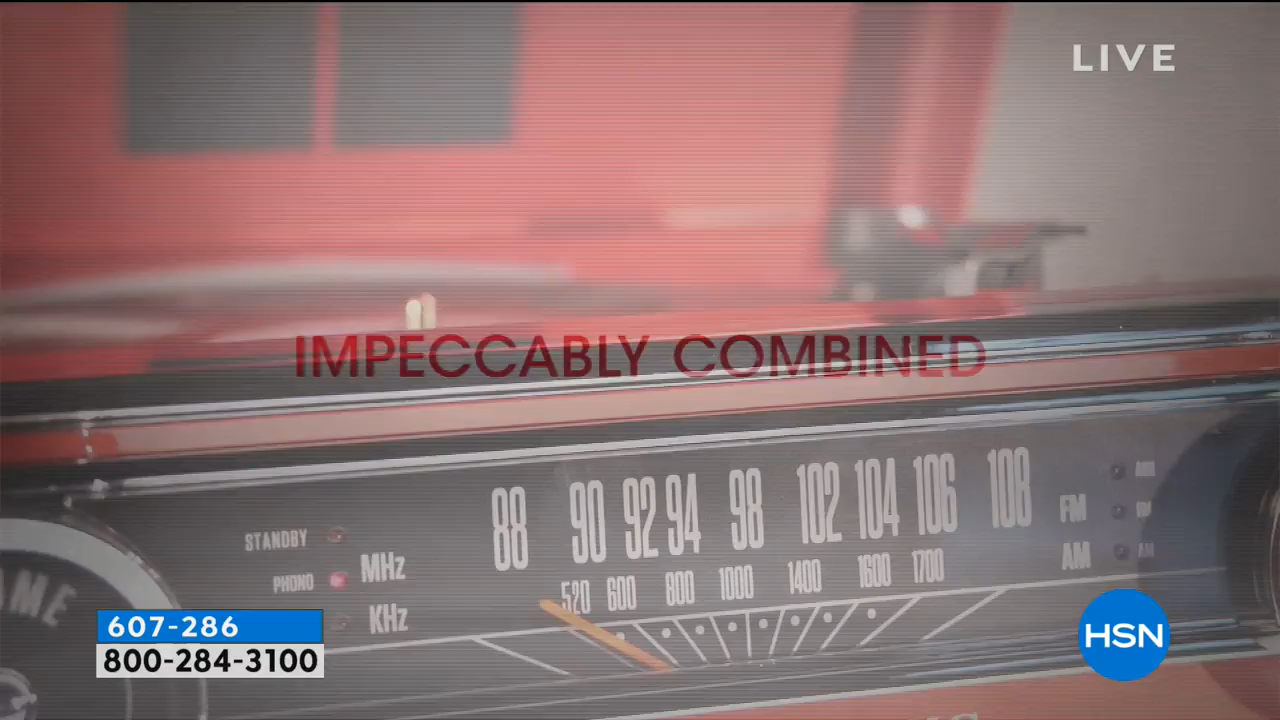 LIVE
IMPECCABLY COMBINED
88 90 92 94 98 102 104 106 108
FM
STANDBY
MHz
PHONO
520 600 800 1000 1400 1600 1700
AM
KHz
607-286
800-284-3100
HSN